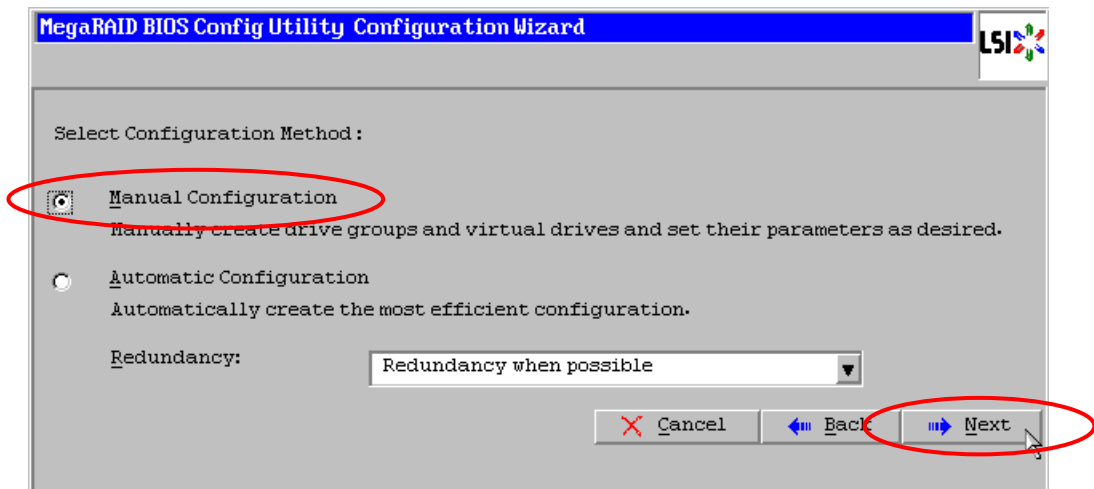 MegaRAID BIOS Config Utility Configuration Wizard
LSI
Select Configuration Method:
Manual Configuration
Manually create drive groups and virtual drives and set their parameters as desired.
Automatic Configuration
Automatically create the most efficient configuration.
Redundancy: Redundancy when possible
Cancel Back Next